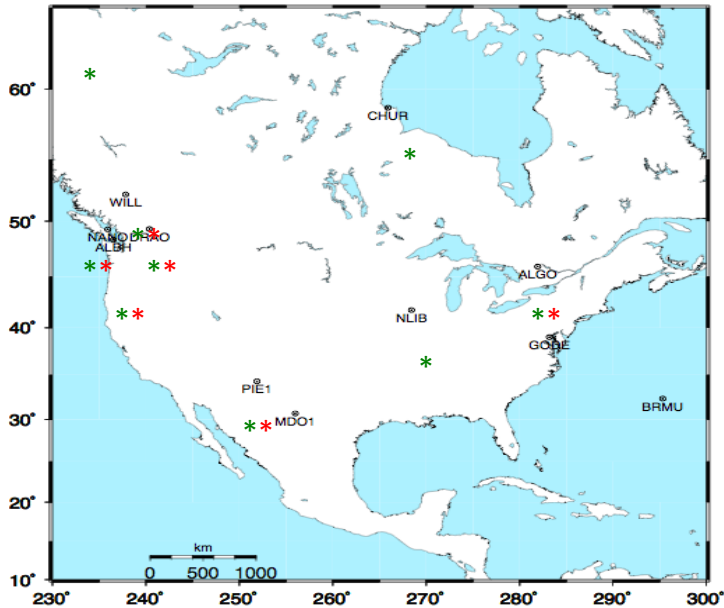 60°
CHUR
WILL
50°
NANO DRAO
ALBH
ALGO
NLIB
40°
GODE
PIE1
BRMU
MDO1
30°
20°
km
0 500 1000
10°
230° 240° 250° 260° 270° 280° 290° 300°